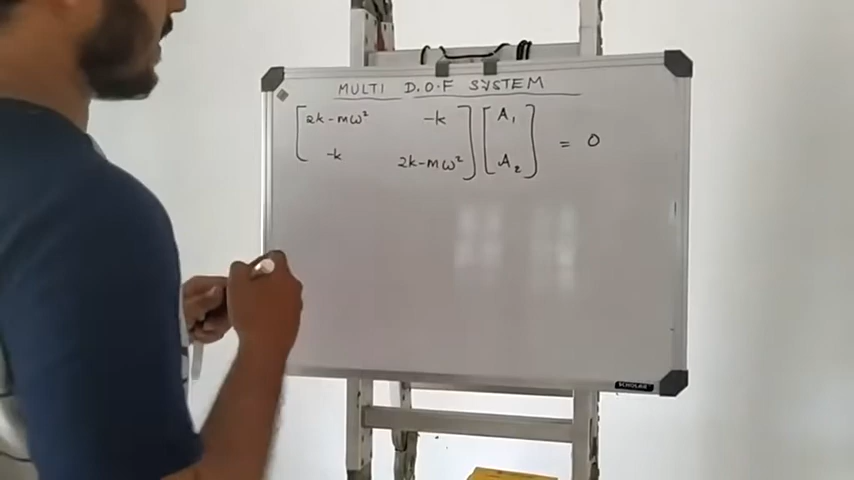 MULTI D.O.F SYSTEM
[2k-mω² -k] [A₁]
[-k 2k-mω²] [A₂] = 0
SCHOLAR